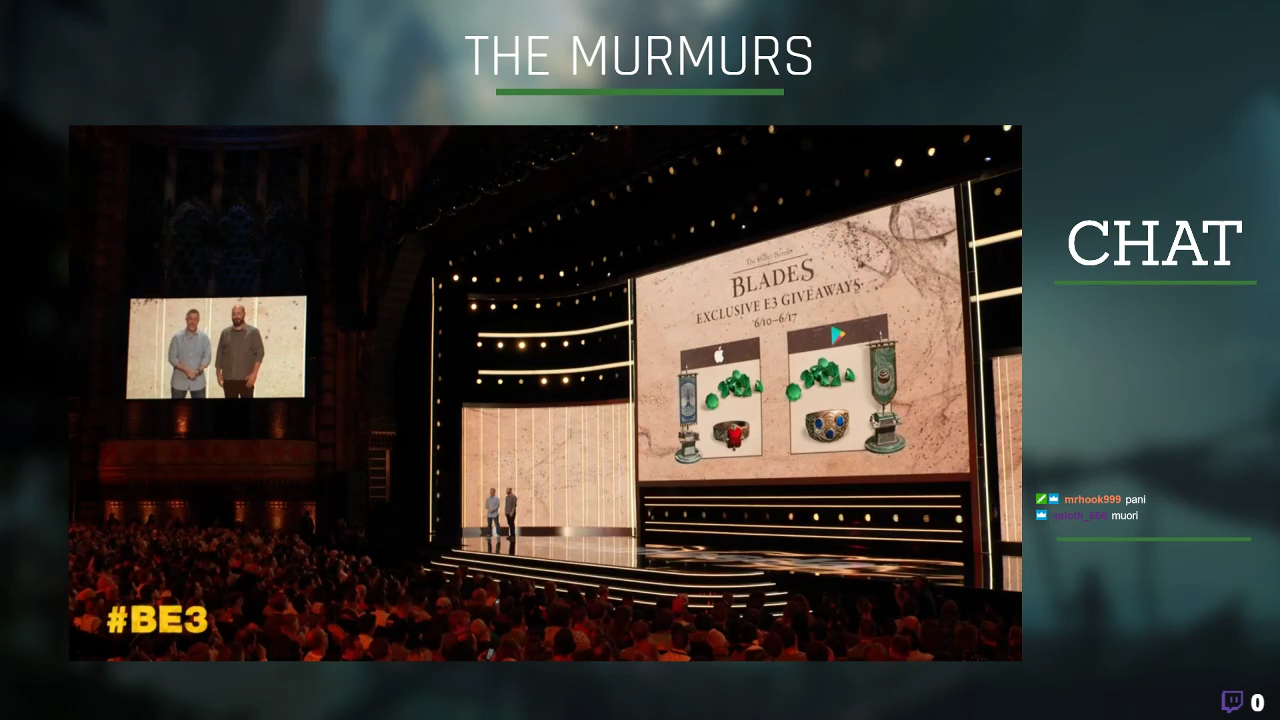 THE MURMURS
The Elder Scrolls
BLADES
EXCLUSIVE E3 GIVEAWAYS
6/10–6/17
CHAT
mrhook999 pani
muori
#BE3
0